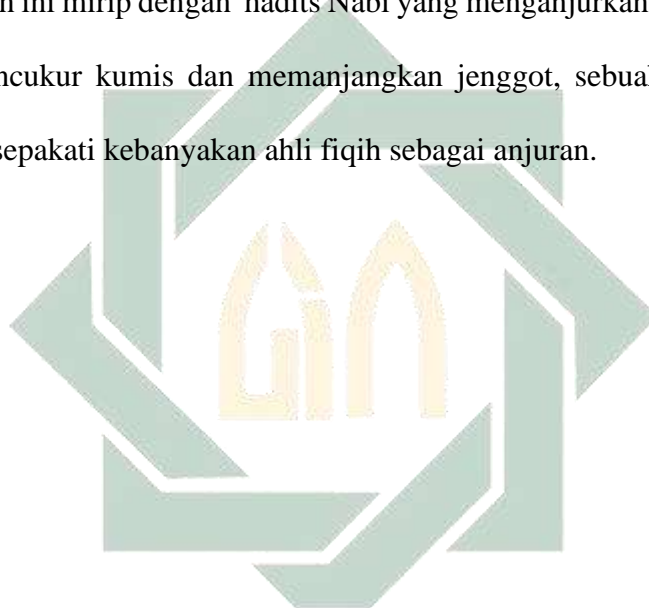 n ini mirip dengan hadits Nabi yang menganjurkan
ncukur kumis dan memanjangkan jenggot,
sepakati kebanyakan ahli fiqih sebagai anjuran.